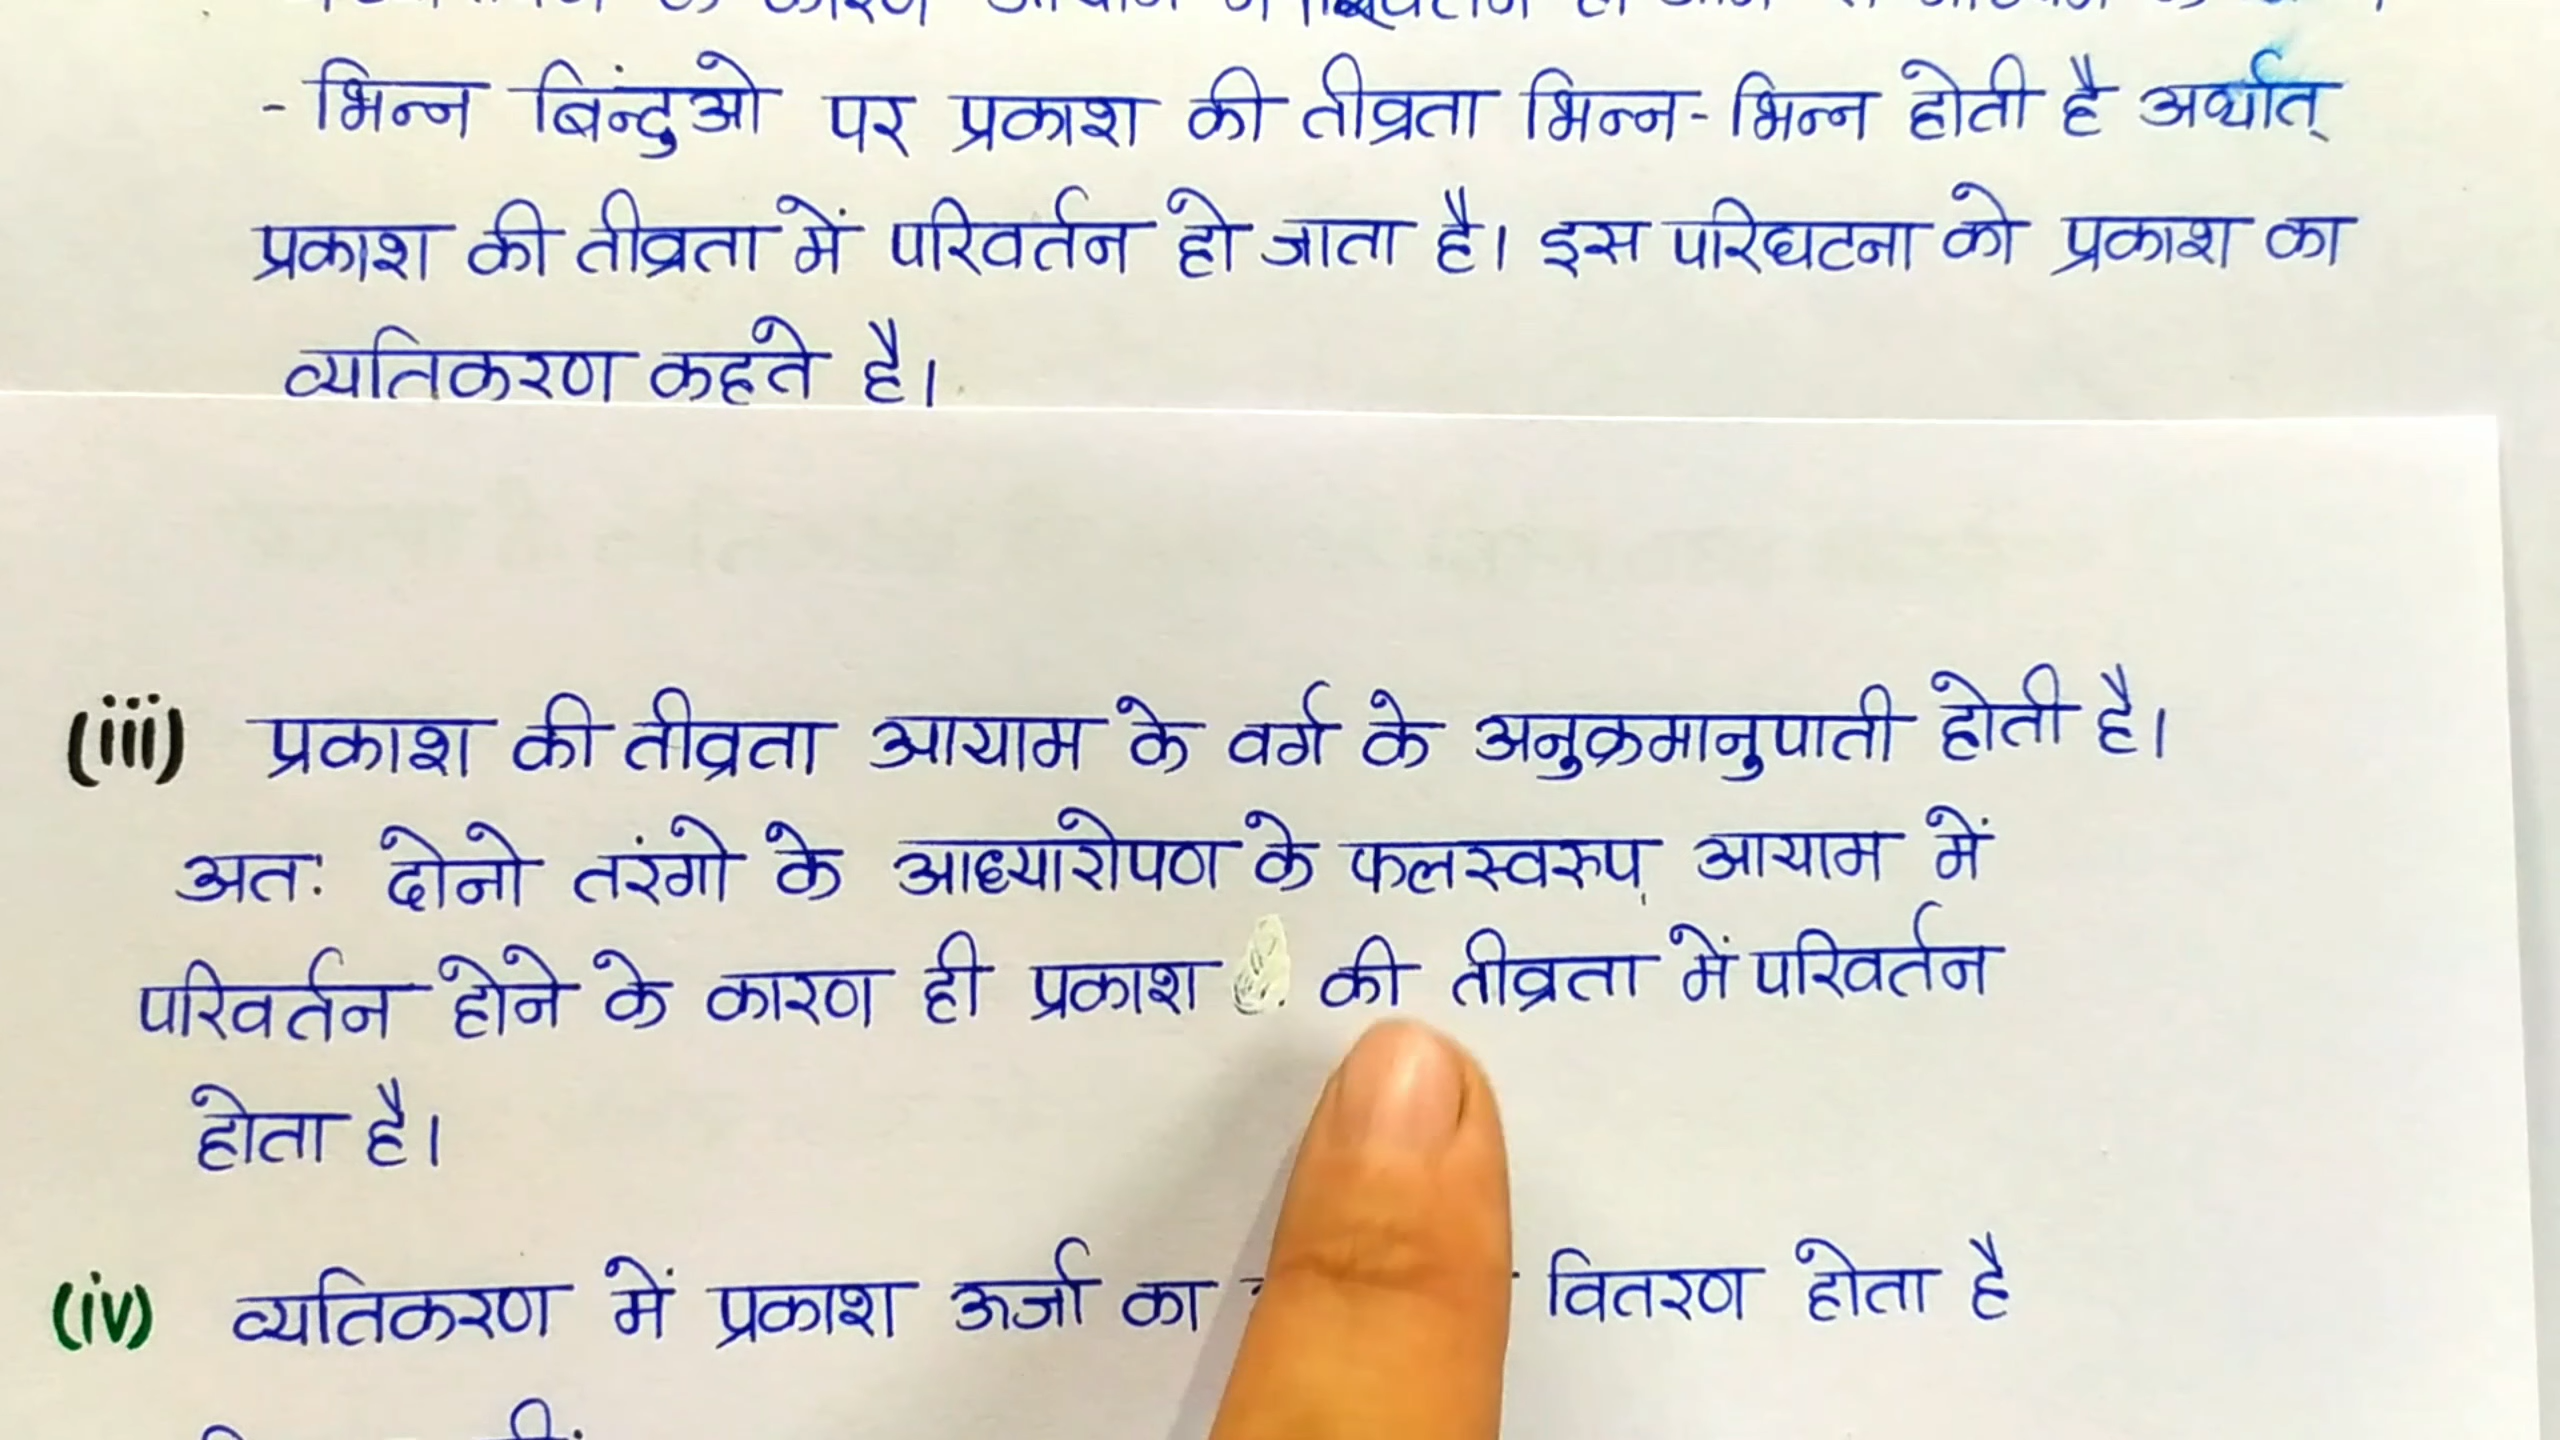 - भिन्न बिंन्दुओ पर प्रकाश की तीव्रता भिन्न-भिन्न होती है अर्थात्
प्रकाश की तीव्रता में परिवर्तन हो जाता है। इस परिघटना को प्रकाश का
व्यतिकरण कहते है।
(iii) प्रकाश की तीव्रता आयाम के वर्ग के अनुक्रमानुपाती होती है।
अतः दोनो तरंगो के आध्यारोपण के फलस्वरुप आयाम में
परिवर्तन होने के कारण ही प्रकाश की तीव्रता में परिवर्तन
होता है।
(iv) व्यतिकरण में प्रकाश ऊर्जा का वितरण होता है